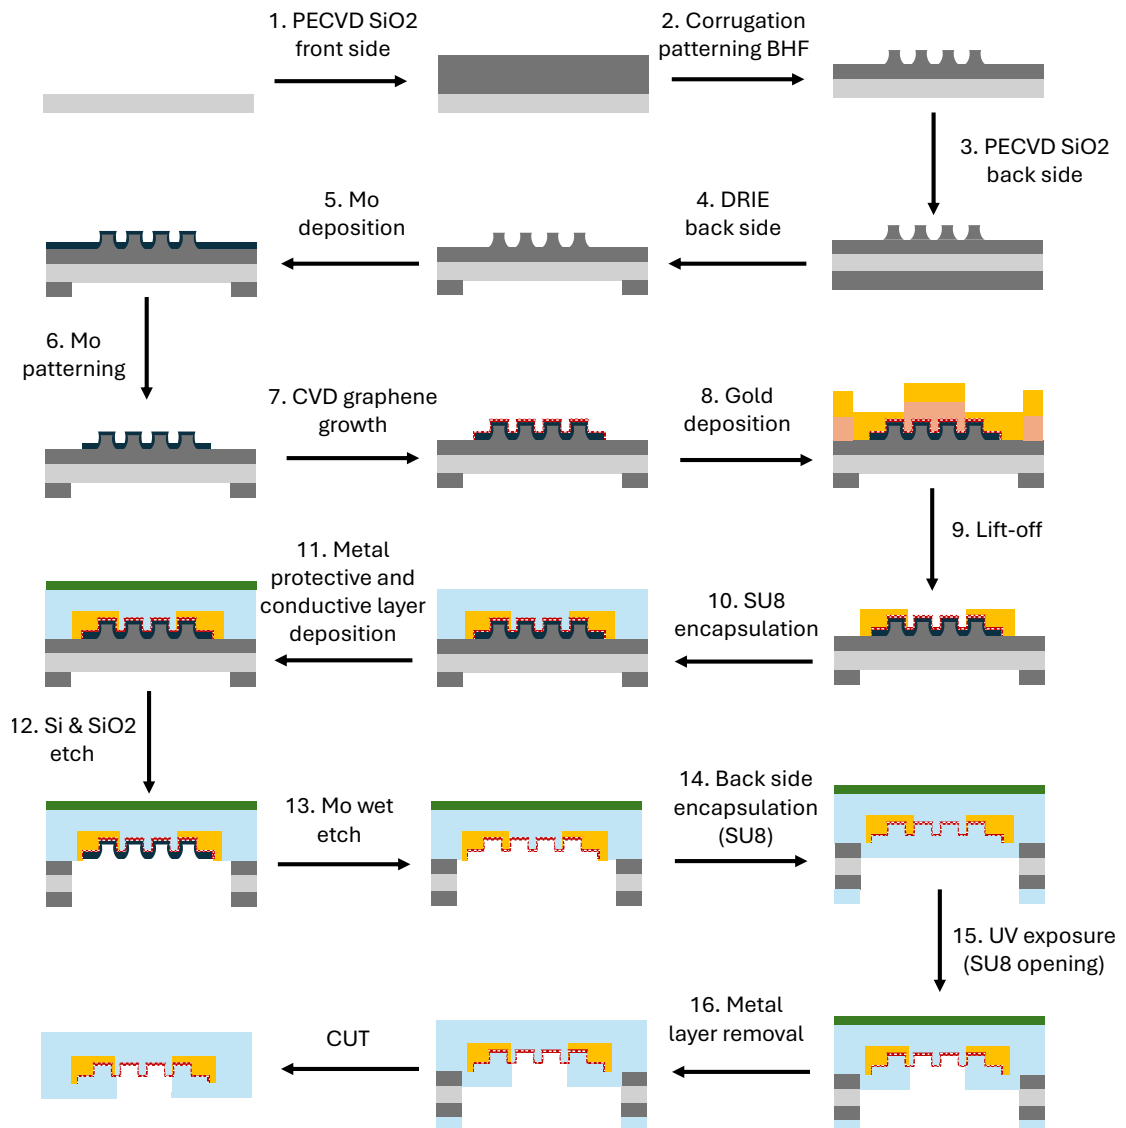 1. PECVD SiO2
front side
2. Corrugation
patterning BHF
3. PECVD SiO2
back side
4. DRIE
back side
5. Mo
deposition
6. Mo
patterning
7. CVD graphene
growth
8. Gold
deposition
9. Lift-off
10. SU8
encapsulation
11. Metal
protective and
conductive layer
deposition
12. Si & SiO2
etch
13. Mo wet
etch
14. Back side
encapsulation
(SU8)
15. UV exposure
(SU8 opening)
16. Metal
layer removal
CUT